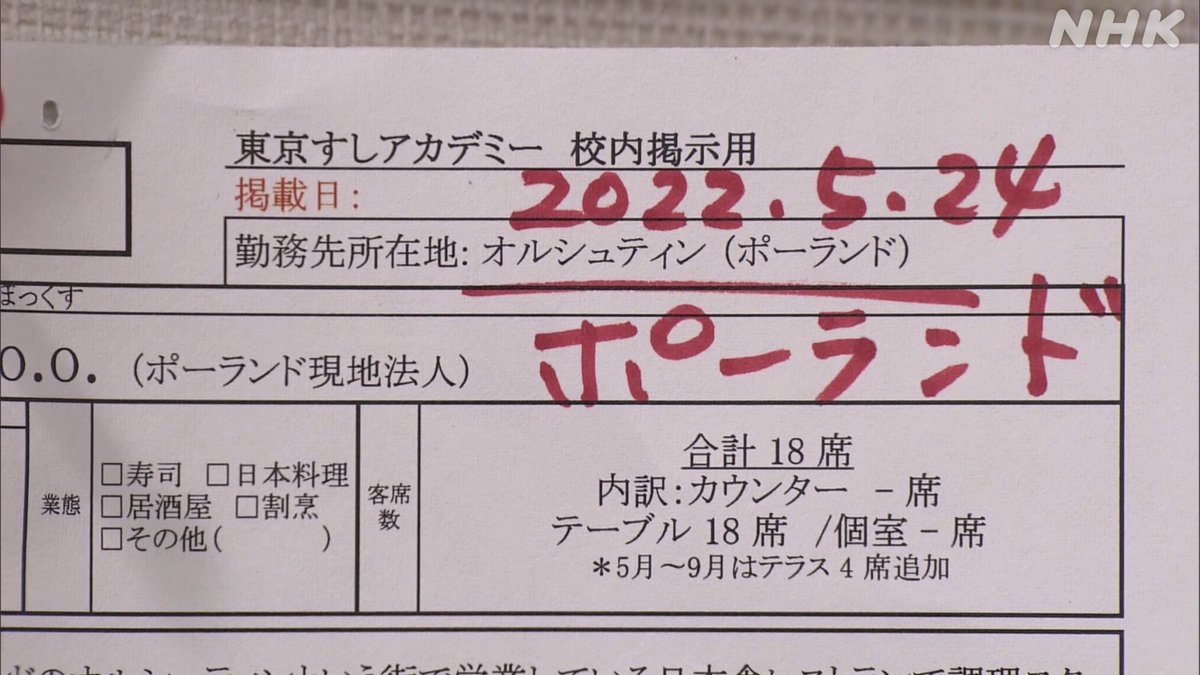 NHK
東京すしアカデミー 校内掲示用
掲載日: 2022.5.24
勤務先所在地: オルシュティン (ポーランド)
ぼっくす
ポーランド
O.O. (ポーランド現地法人)
業態
□寿司 □日本料理
□居酒屋 □割烹
□その他( )
客席数
合計 18 席
内訳:カウンター －席
テーブル 18 席 /個室－席
*5月～9月はテラス 4 席追加